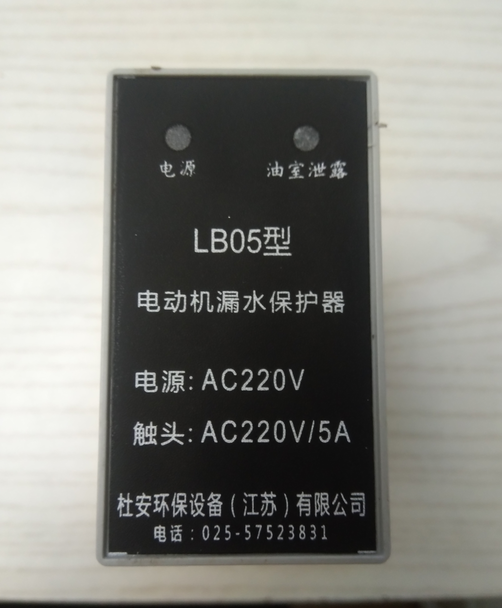 电源 油室泄露
LB05型
电动机漏水保护器
电源: AC220V
触头: AC220V/5A
杜安环保设备（江苏）有限公司
电话：025-57523831